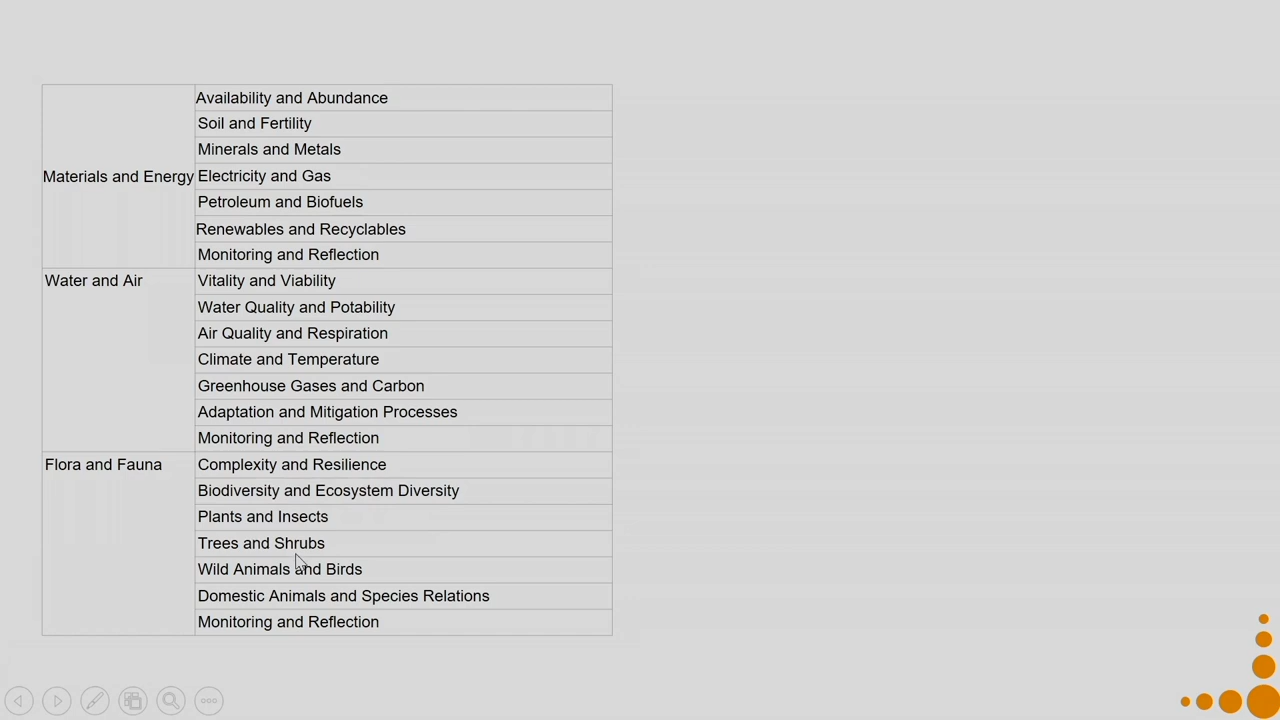 Availability and Abundance
Soil and Fertility
Minerals and Metals
Materials and Energy Electricity and Gas
Petroleum and Biofuels
Renewables and Recyclables
Monitoring and Reflection
Water and Air Vitality and Viability
Water Quality and Potability
Air Quality and Respiration
Climate and Temperature
Greenhouse Gases and Carbon
Adaptation and Mitigation Processes
Monitoring and Reflection
Flora and Fauna Complexity and Resilience
Biodiversity and Ecosystem Diversity
Plants and Insects
Trees and Shrubs
Wild Animals and Birds
Domestic Animals and Species Relations
Monitoring and Reflection